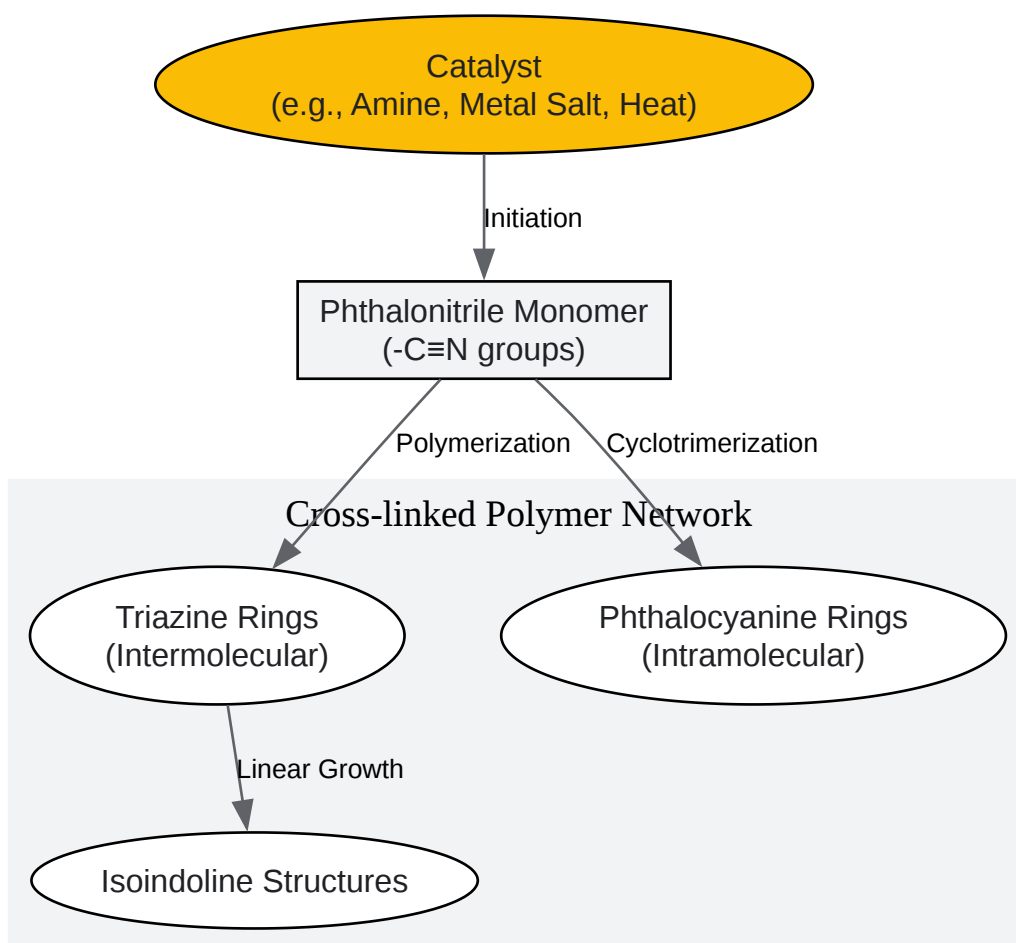 Catalyst
(e.g., Amine, Metal Salt, Heat)
Initiation
Phthalonitrile Monomer
(-C≡N groups)
Polymerization
Cyclotrimerization
Cross-linked Polymer Network
Triazine Rings
(Intermolecular)
Phthalocyanine Rings
(Intramolecular)
Linear Growth
Isoindoline Structures